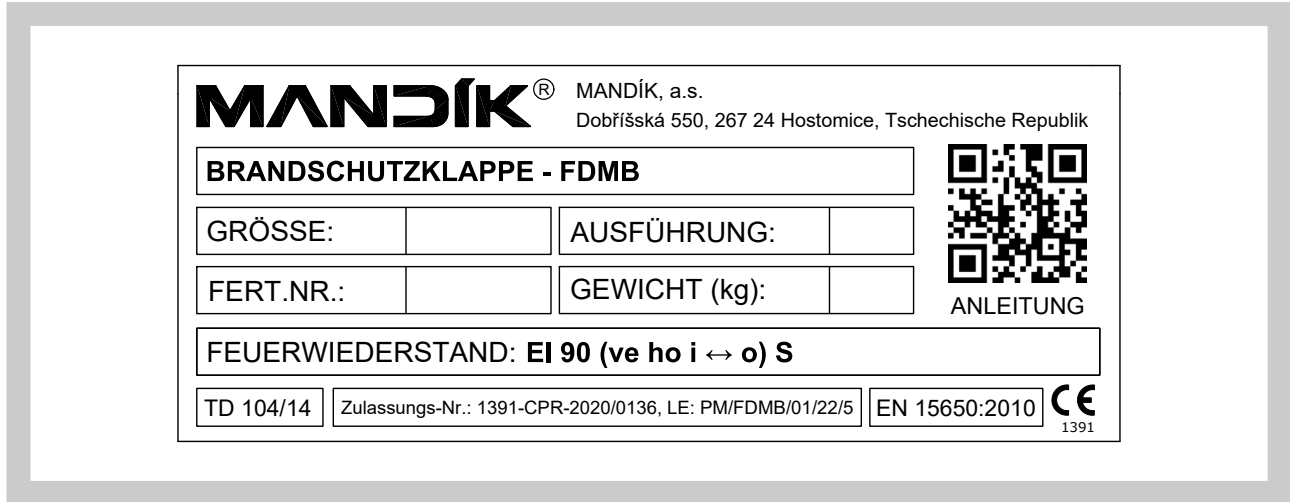 MANDÍK® MANDÍK, a.s.
Dobříšská 550, 267 24 Hostomice, Tschechische Republik
BRANDSCHUTZKLAPPE - FDMB
GRÖSSE: AUSFÜHRUNG:
FERT.NR.: GEWICHT (kg):
ANLEITUNG
FEUERWIEDERSTAND: EI 90 (ve ho i ↔ o) S
TD 104/14 Zulassungs-Nr.: 1391-CPR-2020/0136, LE: PM/FDMB/01/22/5 EN 15650:2010 CE
1391